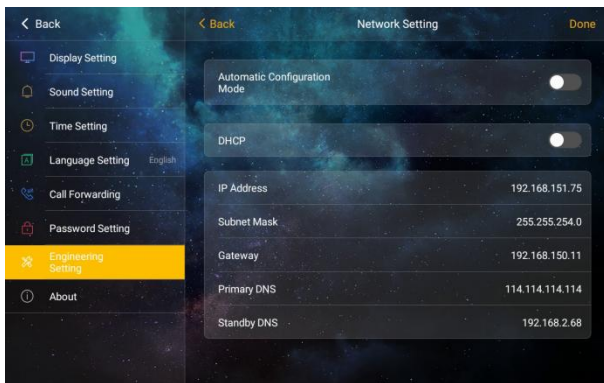 Back
Display Setting
Sound Setting
Time Setting
Language Setting English
Call Forwarding
Password Setting
Engineering
Setting
About
Back Network Setting Done
Automatic Configuration
Mode
DHCP
IP Address 192.168.151.75
Subnet Mask 255.255.254.0
Gateway 192.168.150.11
Primary DNS 114.114.114.114
Standby DNS 192.168.2.68